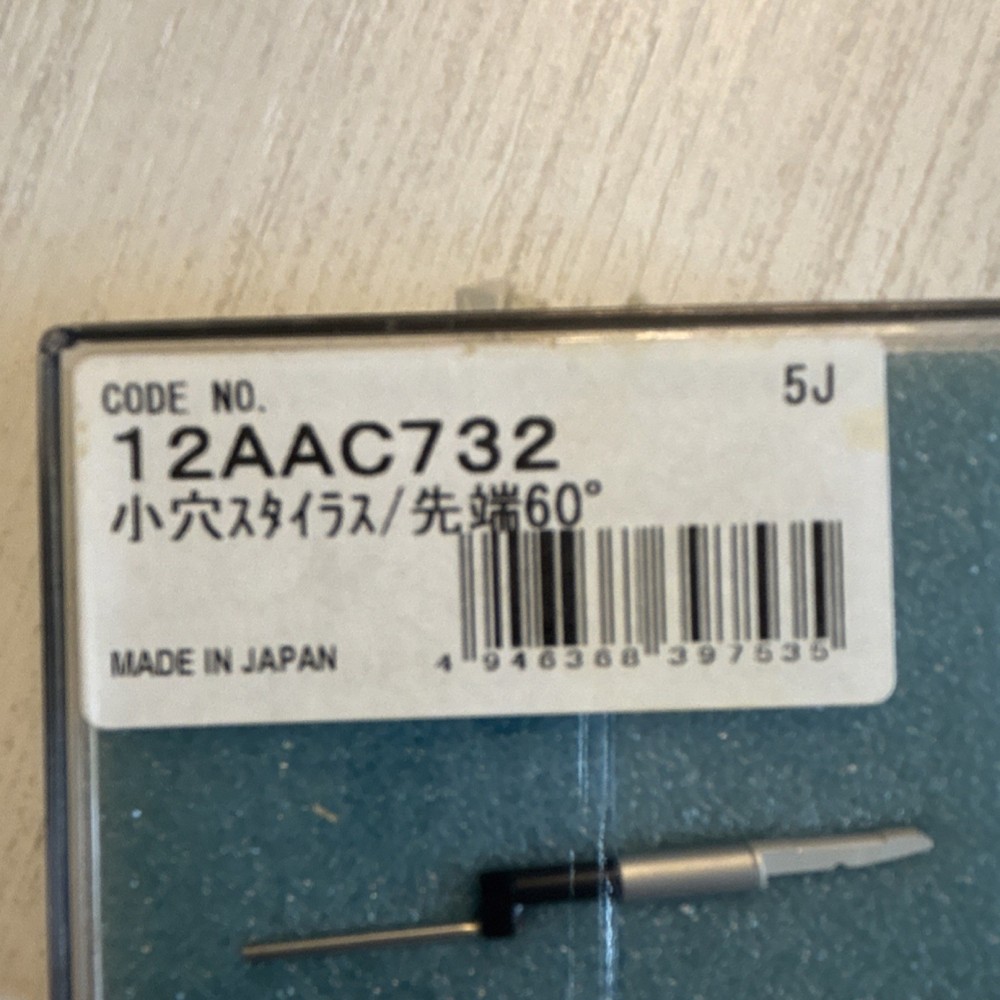 CODE NO.
5J
12AAC732
小穴ｽﾀｲﾗｽ/先端60°
MADE IN JAPAN
4 946368 397535